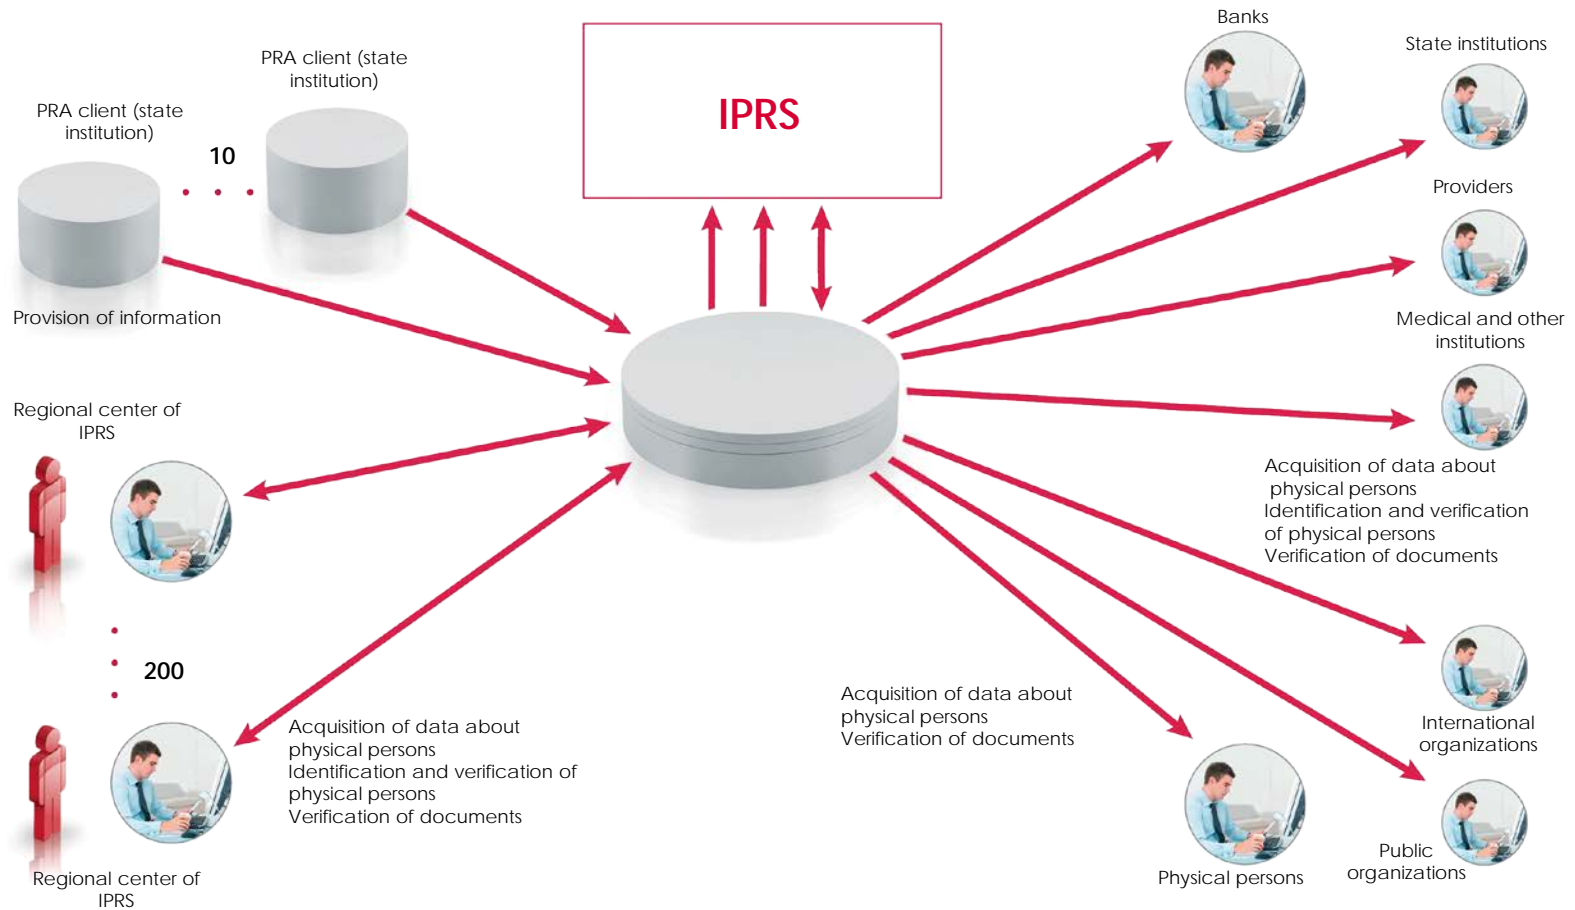 PRA client (state
institution)
PRA client (state
institution)
10
Provision of information
IPRS
Banks
State institutions
Providers
Medical and other
institutions
Regional center of
IPRS
200
Regional center of
IPRS
Acquisition of data about
physical persons
Identification and verification of
physical persons
Verification of documents
Acquisition of data about
physical persons
Verification of documents
Acquisition of data about
physical persons
Identification and verification
of physical persons
Verification of documents
International
organizations
Public
organizations
Physical persons